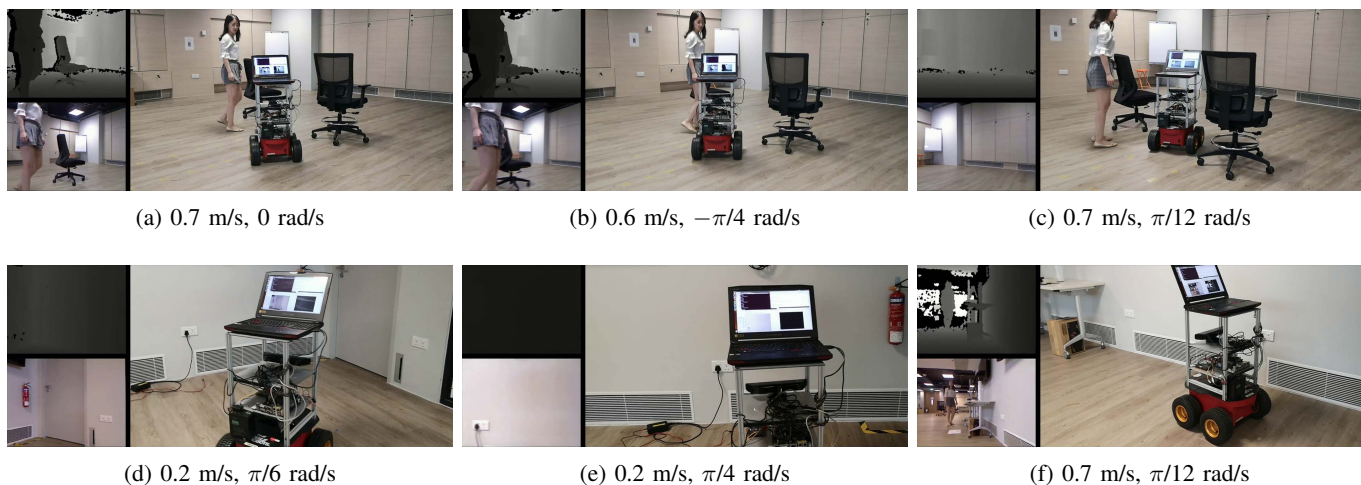 (a) 0.7 m/s, 0 rad/s
(b) 0.6 m/s, −π/4 rad/s
(c) 0.7 m/s, π/12 rad/s
(d) 0.2 m/s, π/6 rad/s
(e) 0.2 m/s, π/4 rad/s
(f) 0.7 m/s, π/12 rad/s